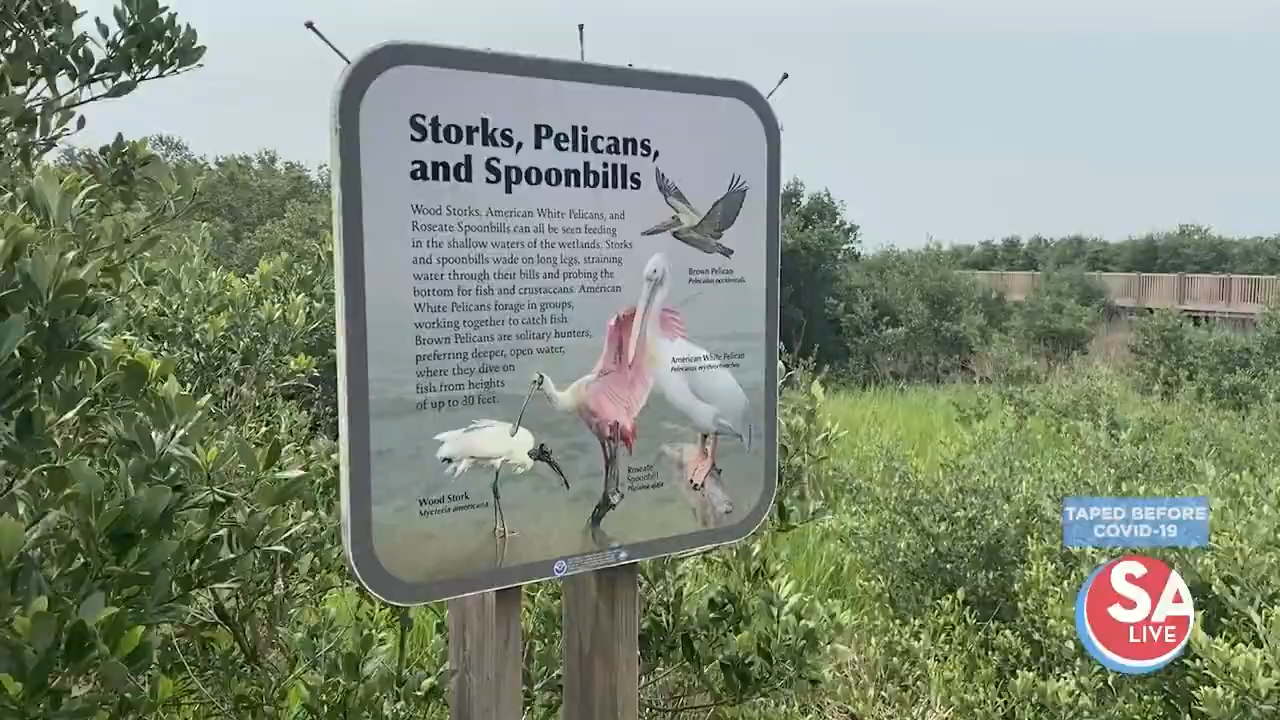 Storks, Pelicans,
and Spoonbills
Wood Storks, American White Pelicans, and
Roseate Spoonbills can all be seen feeding
in the shallow waters of the wetlands. Storks
and spoonbills wade on long legs, straining
water through their bills and probing the
bottom for fish and crustaceans. American
White Pelicans forage in groups,
working together to catch fish.
Brown Pelicans are solitary hunters,
preferring deeper, open water,
where they dive on
fish from heights
of up to 30 feet.
Brown Pelican
Pelecanus occidentalis
American White Pelican
Pelecanus erythrorhynchos
Roseate
Spoonbill
Platalea ajaja
Wood Stork
Mycteria americana
TAPED BEFORE
COVID-19
SA
LIVE